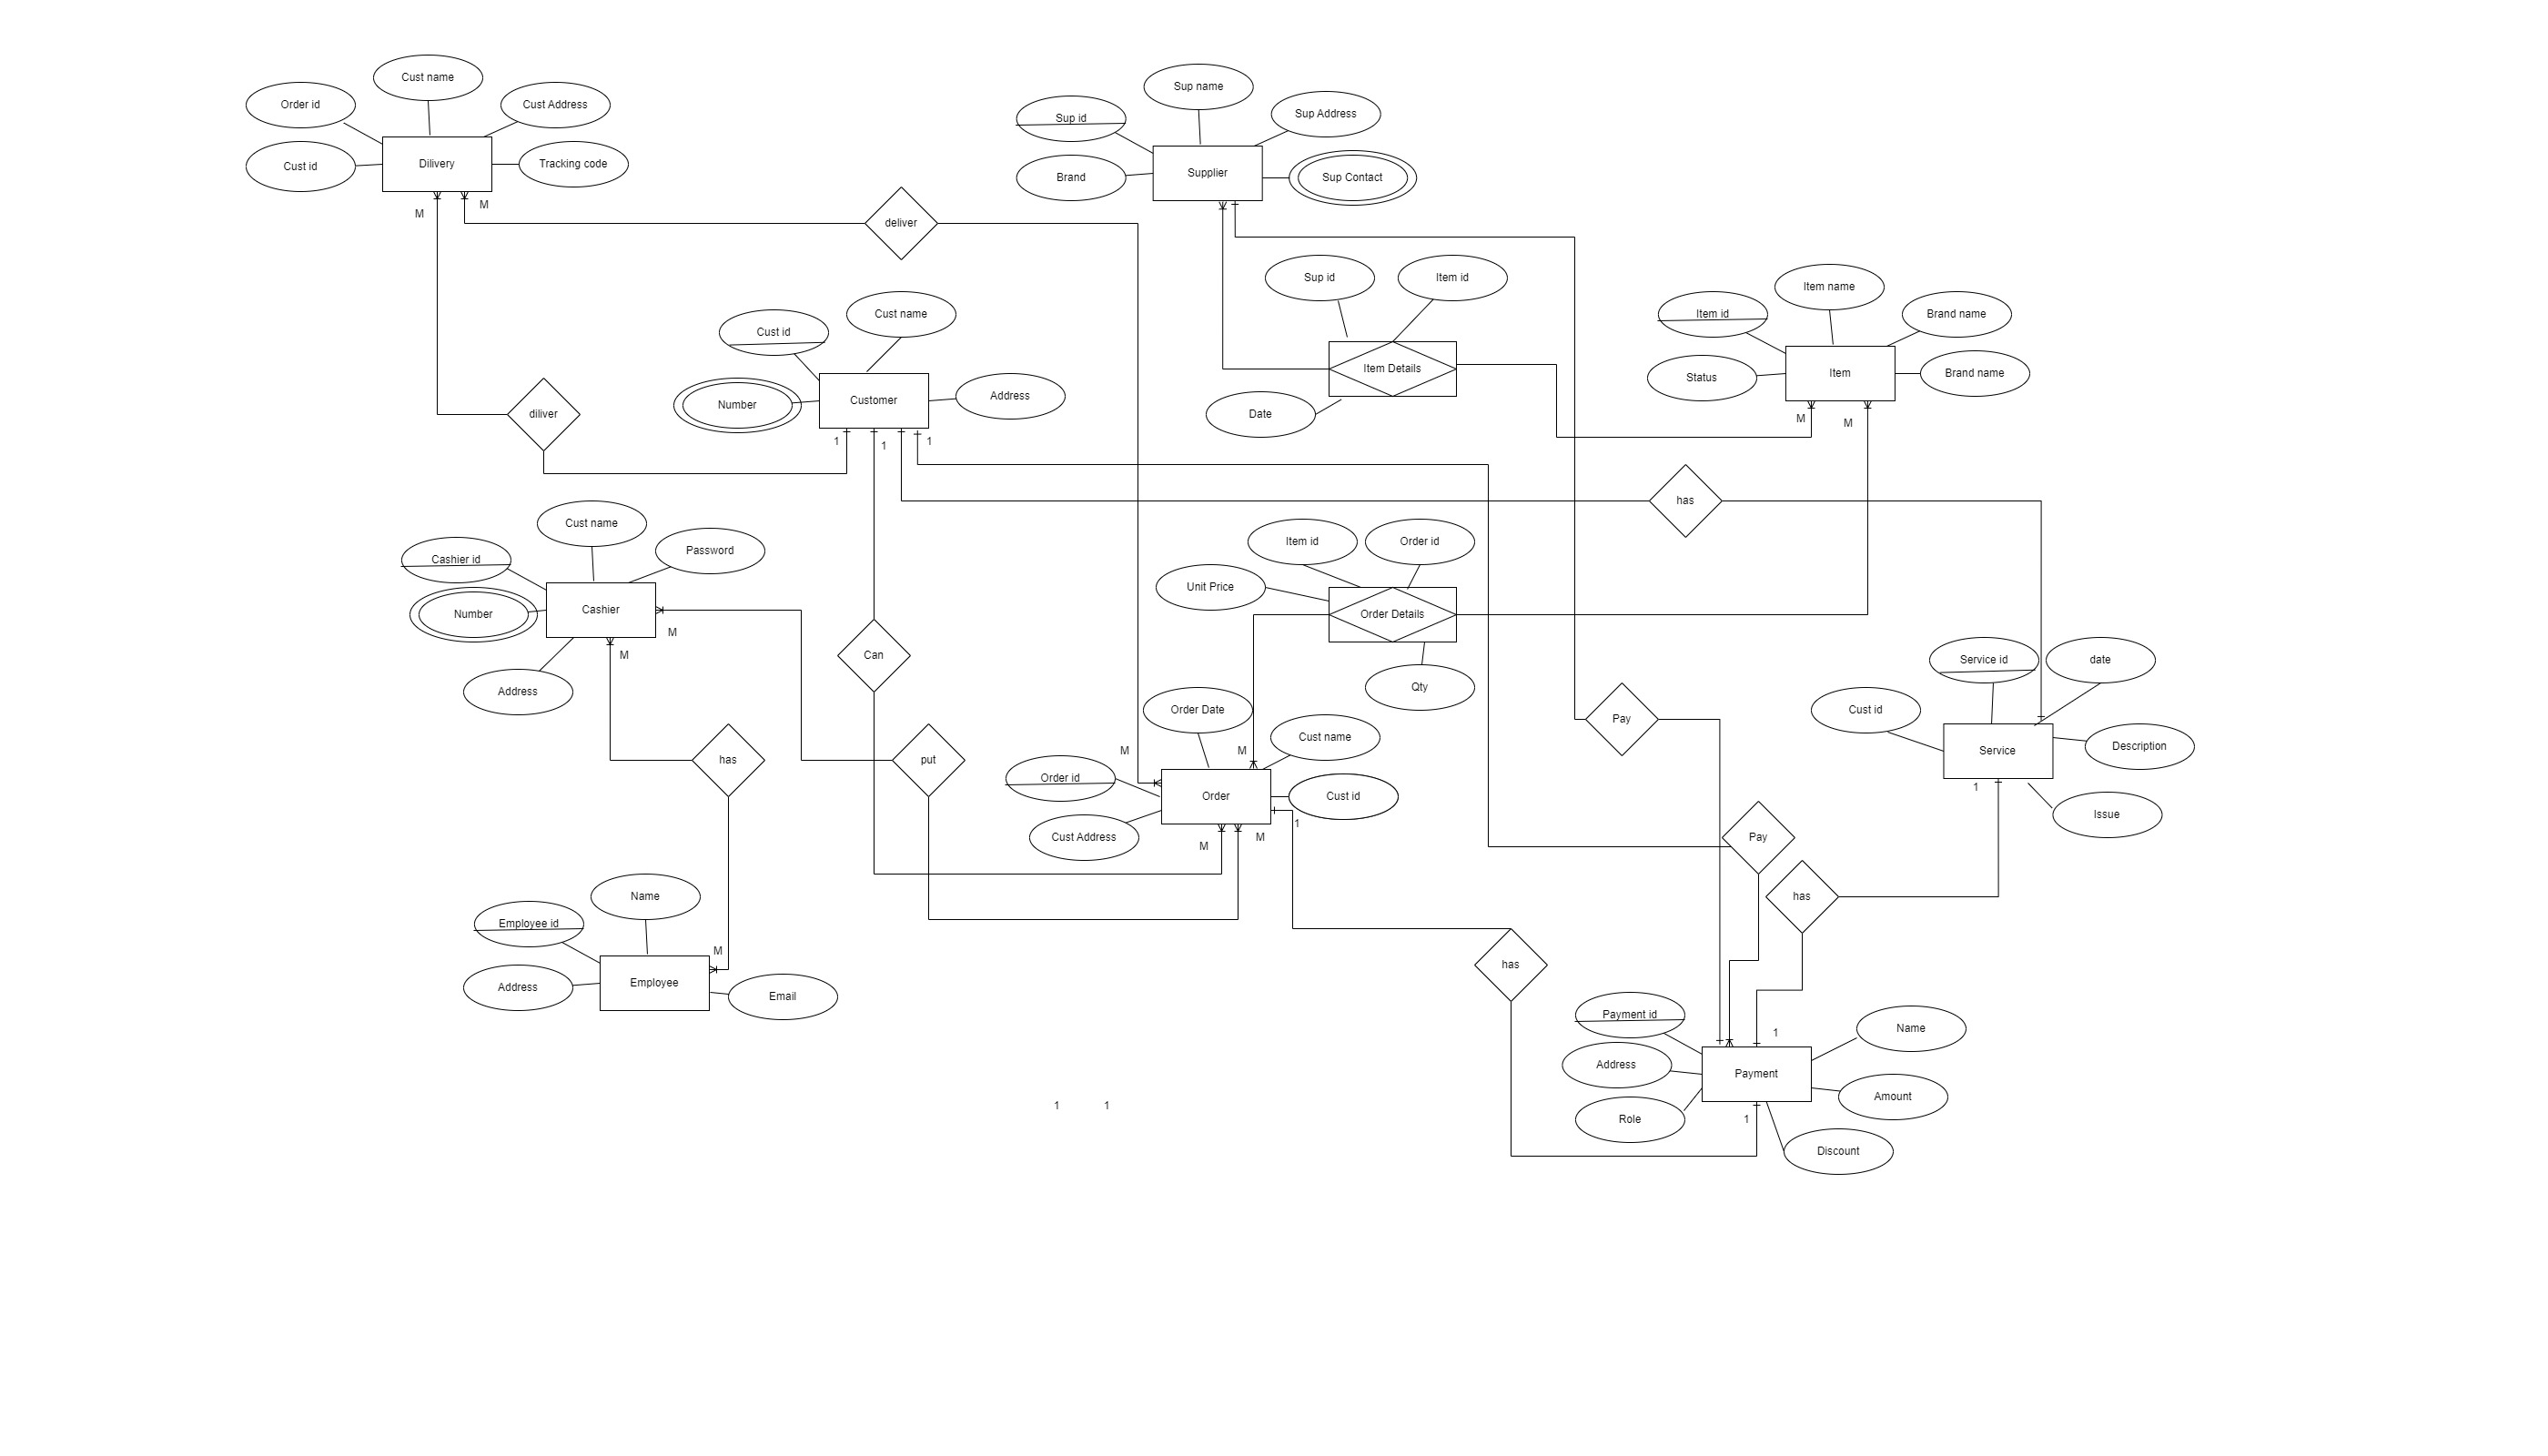 Cust name
Order id
Cust Address
Dilivery
Cust id
Tracking code
M
M
deliver
Sup name
Sup id
Sup Address
Supplier
Brand
Sup Contact
Sup id
Item id
Item Details
Date
Item name
Item id
Brand name
Item
Status
Brand name
M
M
diliver
Cust name
Cust id
Customer
Number
Address
1
1
1
has
Cust name
Password
Cashier id
Cashier
Number
M
M
Address
Can
Item id
Order id
Unit Price
Order Details
Qty
Pay
Service id
date
Cust id
Service
Description
1
Issue
has
put
Order Date
Cust name
M
M
Order id
Order
Cust id
Cust Address
1
M
M
Pay
has
Name
Employee id
M
Employee
Address
Email
has
Payment id
1
Name
Address
Payment
Amount
Role
1
Discount
1
1